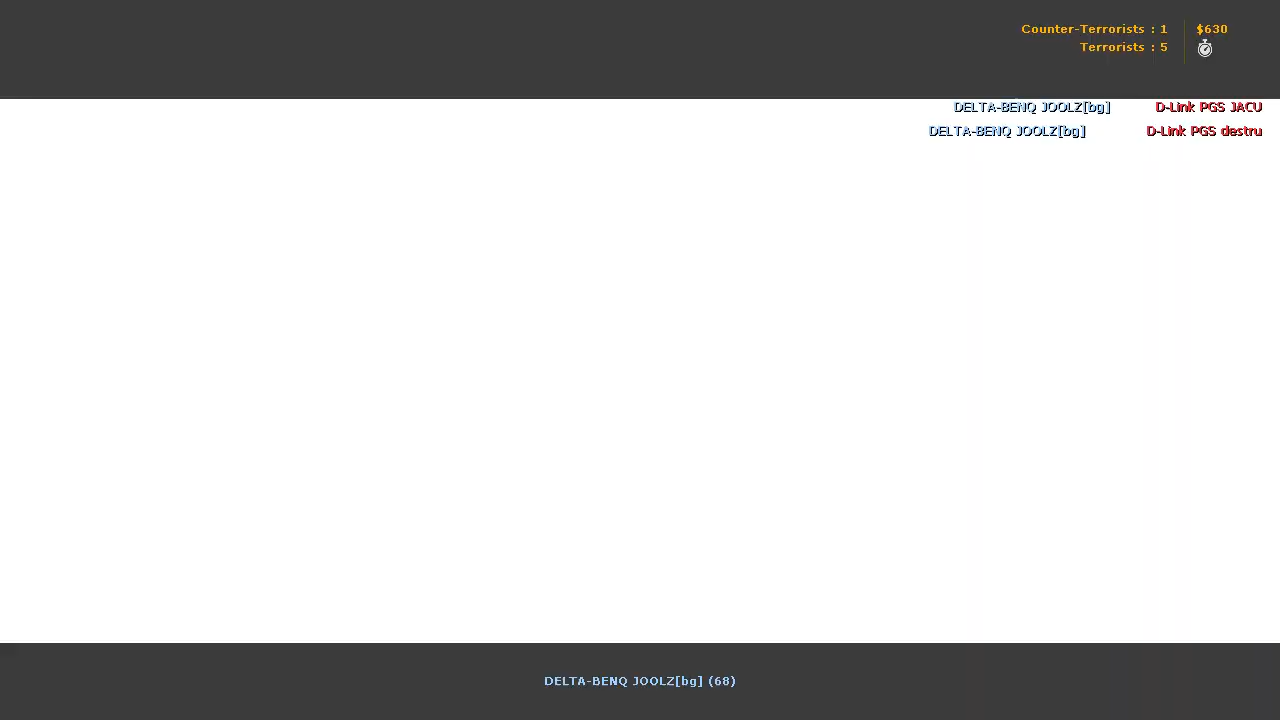 Counter-Terrorists : 1 $630
Terrorists : 5
DELTA-BENQ JOOLZ[bg] D-Link PGS JACU
DELTA-BENQ JOOLZ[bg] D-Link PGS destru
DELTA-BENQ JOOLZ[bg] (68)